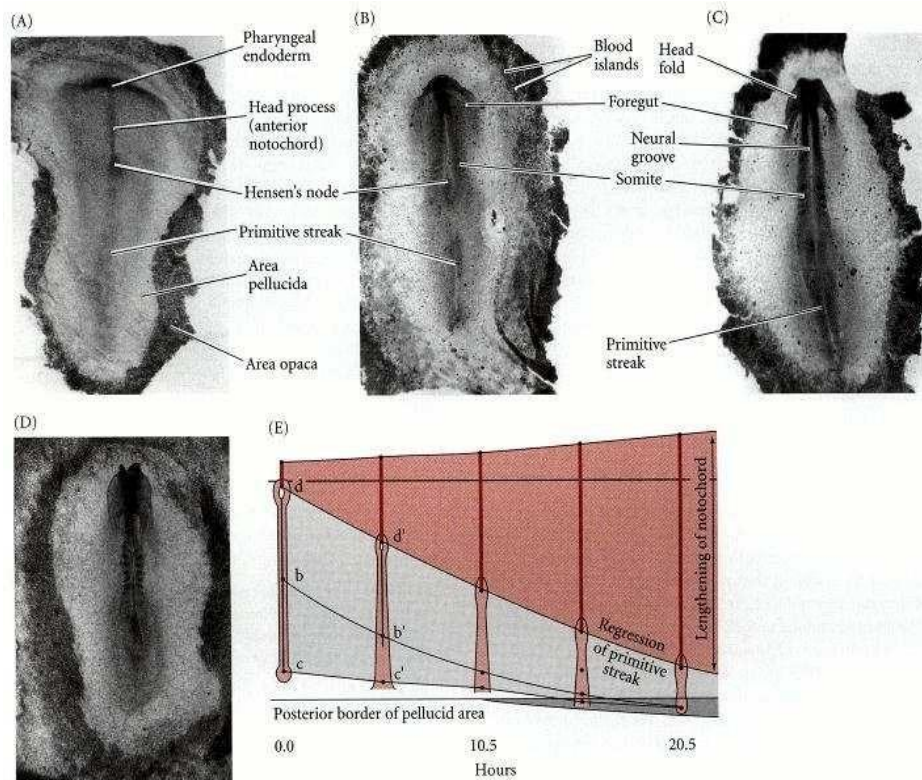 (A)
Pharyngeal
endoderm
Head process
(anterior
notochord)
Hensen's node
Primitive streak
Area
pellucida
Area opaca
(B)
Blood
islands
Foregut
Somite
(C)
Head
fold
Neural
groove
Primitive
streak
(D)
(E)
d
b
c
d'
b'
c'
Regression
of primitive
streak
Lengthening of notochord
Posterior border of pellucid area
0.0
10.5
20.5
Hours